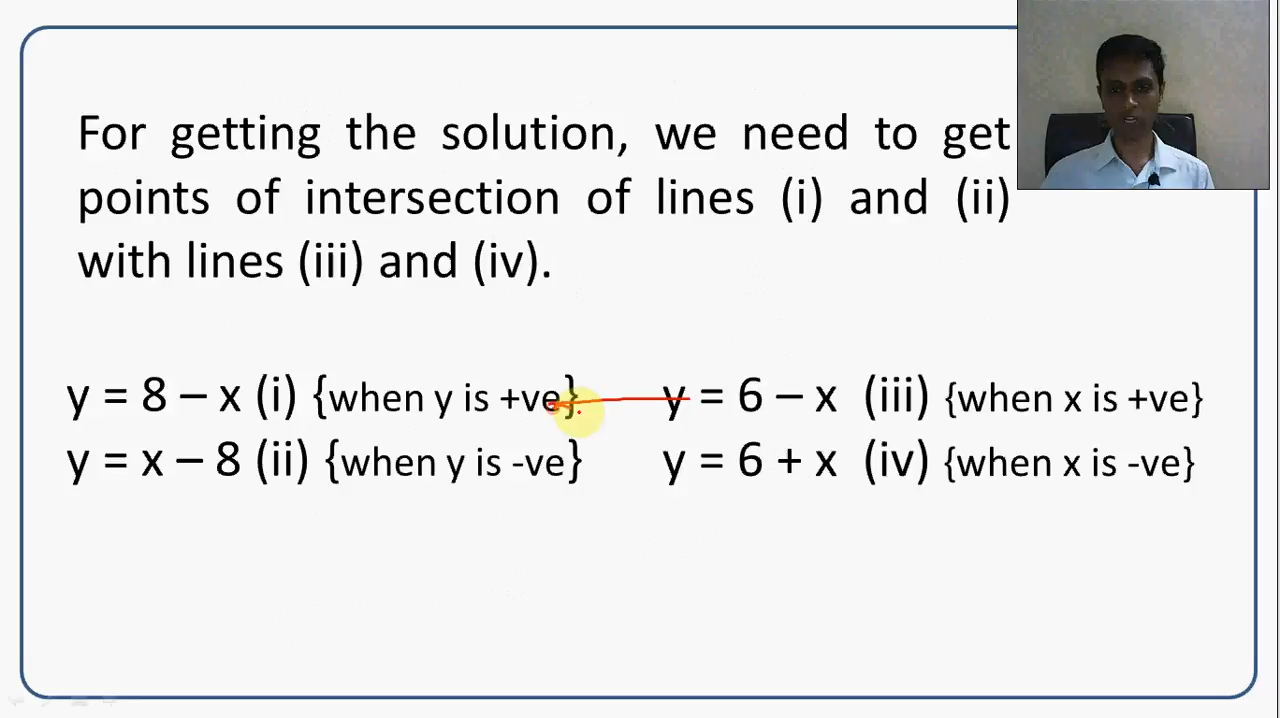 For getting the solution, we need to get
points of intersection of lines (i) and (ii)
with lines (iii) and (iv).
y = 8 – x (i) {when y is +ve} y = 6 – x (iii) {when x is +ve}
y = x – 8 (ii) {when y is -ve} y = 6 + x (iv) {when x is -ve}